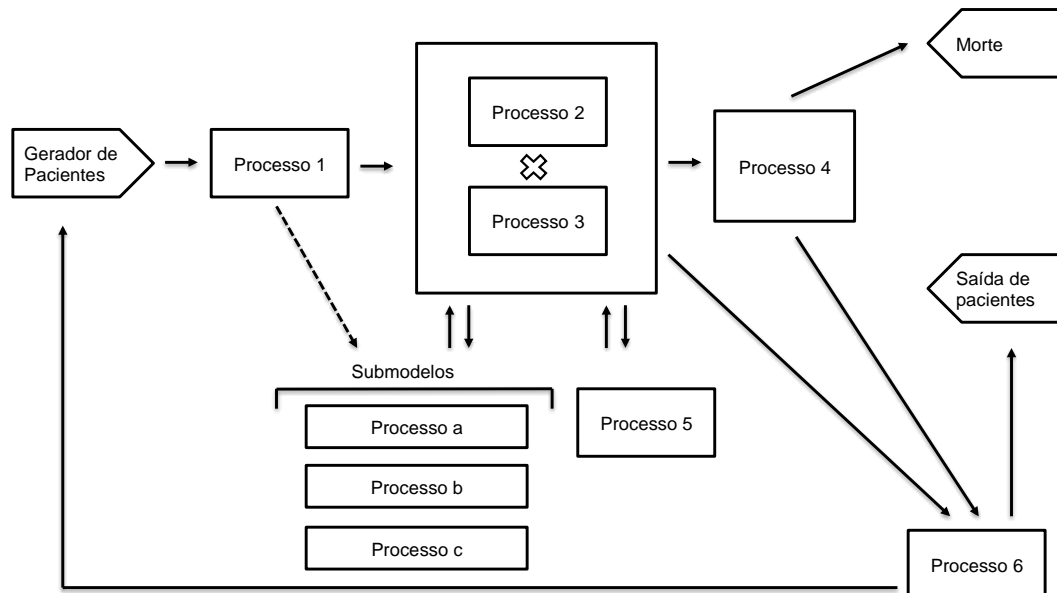 Gerador de
Pacientes
Processo 1
Processo 2
Processo 3
Processo 4
Morte
Saída de
pacientes
Submodelos
Processo a
Processo b
Processo c
Processo 5
Processo 6